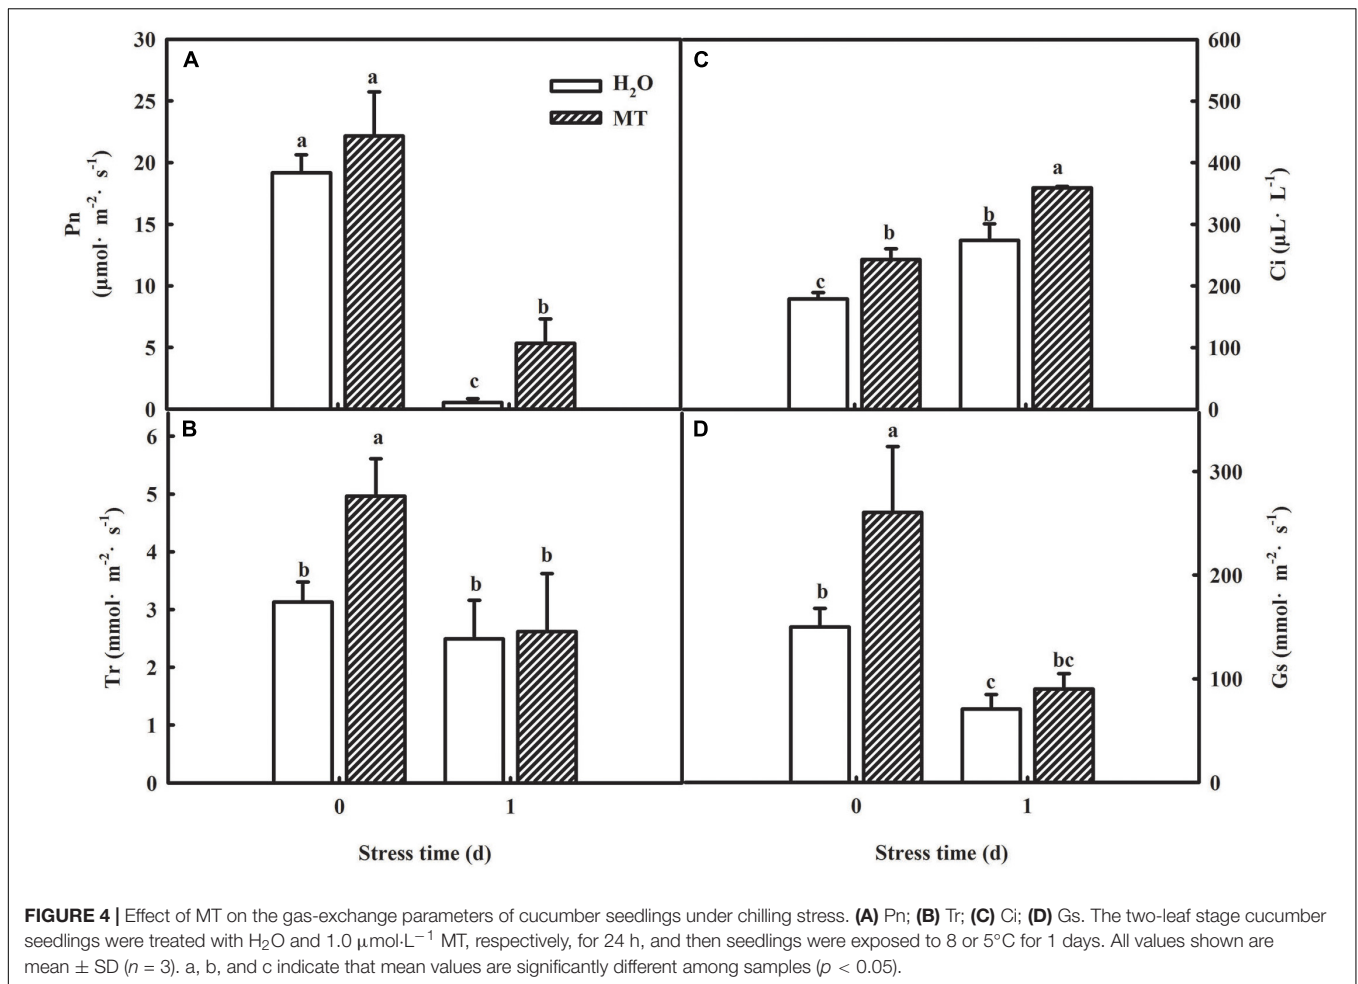 A
30
25
20
15
10
5
0
Pn
(μmol· m⁻²· s⁻¹)
a
a
c
b
H₂O
MT
C
600
500
400
300
200
100
0
Ci (μL· L⁻¹)
c
b
b
a
B
6
5
4
3
2
1
0
Tr (mmol· m⁻²· s⁻¹)
b
a
b
b
0 1
Stress time (d)
D
300
200
100
0
Gs (mmol· m⁻²· s⁻¹)
b
a
c
bc
0 1
Stress time (d)
FIGURE 4 | Effect of MT on the gas-exchange parameters of cucumber seedlings under chilling stress. (A) Pn; (B) Tr; (C) Ci; (D) Gs. The two-leaf stage cucumber
seedlings were treated with H₂O and 1.0 μmol·L⁻¹ MT, respectively, for 24 h, and then seedlings were exposed to 8 or 5°C for 1 days. All values shown are
mean ± SD (n = 3). a, b, and c indicate that mean values are significantly different among samples (p < 0.05).